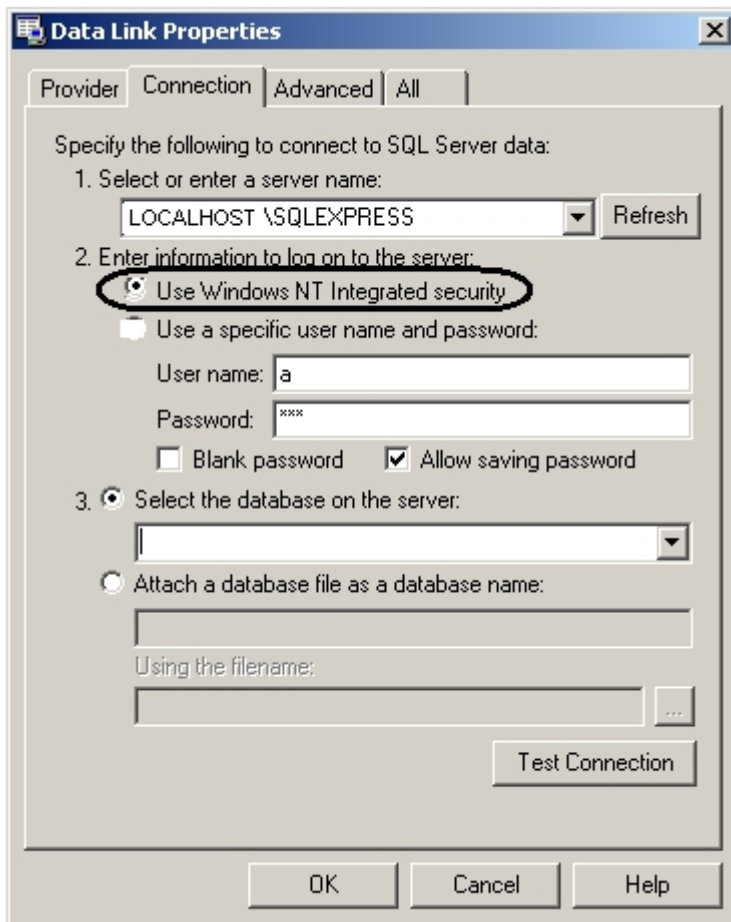 Data Link Properties
Provider Connection Advanced All
Specify the following to connect to SQL Server data:
1. Select or enter a server name:
LOCALHOST \SQLEXPRESS Refresh
2. Enter information to log on to the server:
Use Windows NT Integrated security
Use a specific user name and password:
User name: a
Password: ***
Blank password Allow saving password
3. Select the database on the server:
Attach a database file as a database name:
Using the filename:
...
Test Connection
OK Cancel Help